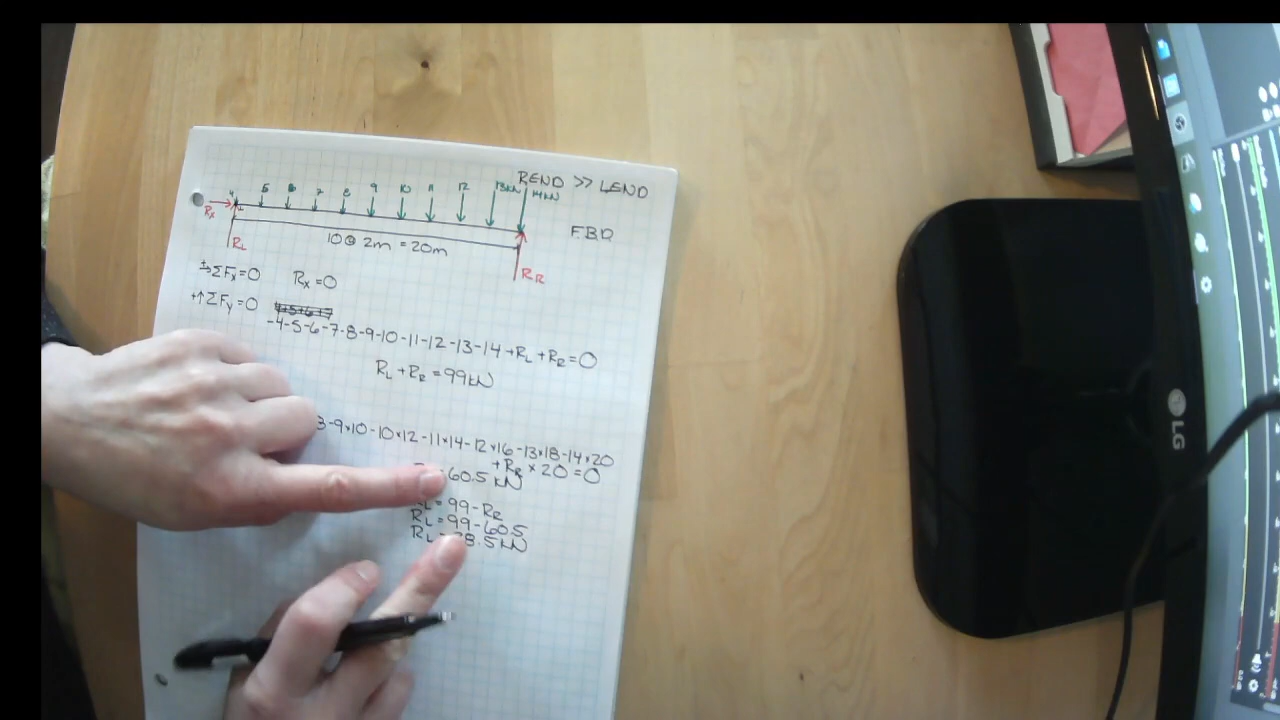 REND >> LEND
4 5 6 7 8 9 10 11 12 13kN 14kN
Rx
FBD
10@ 2m = 20m
RL
RR
+→ΣFx=0 Rx=0
+↑ΣFy=0
-4-5-6-7-8-9-10-11-12-13-14+RL+RR=0
RL+RR=99kN
-9×10-10×12-11×14-12×16-13×18-14×20
+RR×20=0
60.5 kN
RL=99-RR
RL=99-60.5
RL 8.5kN
LG